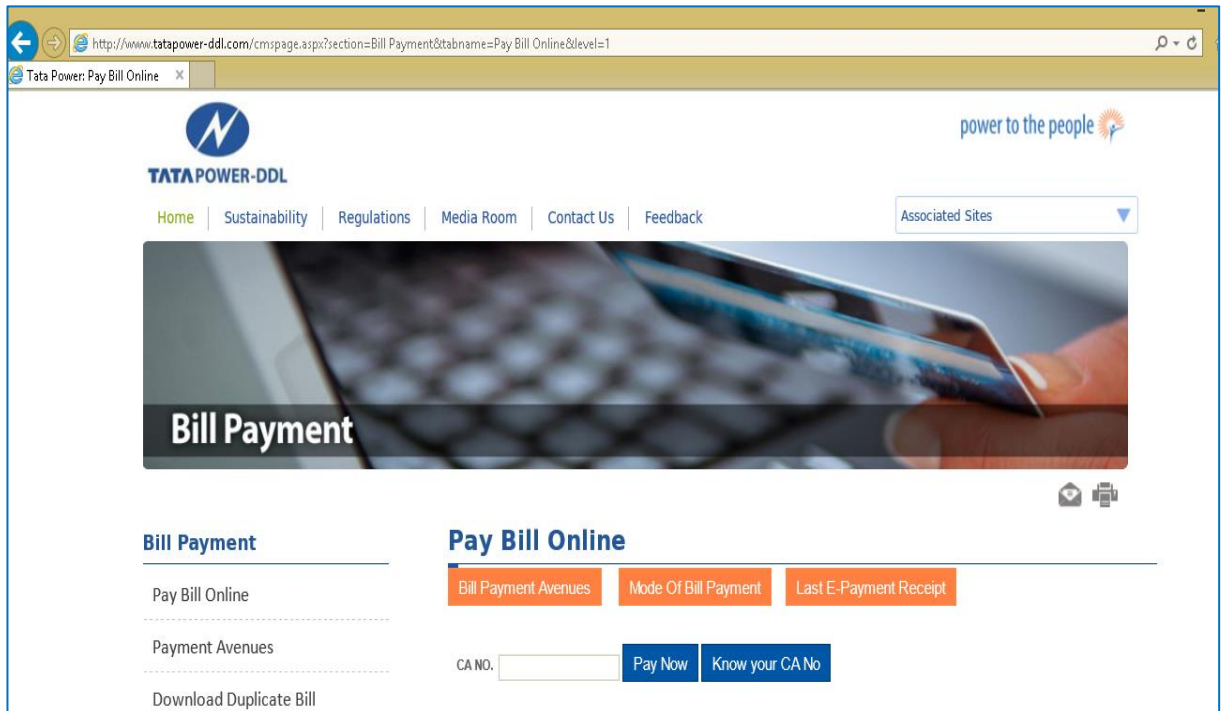 http://www.tatapower-ddl.com/cmspage.aspx?section=Bill Payment&tabname=Pay Bill Online&level=1
Tata Power: Pay Bill Online
power to the people
TATA POWER-DDL
Home Sustainability Regulations Media Room Contact Us Feedback Associated Sites
Bill Payment
Bill Payment
Pay Bill Online
Payment Avenues
Download Duplicate Bill
Pay Bill Online
Bill Payment Avenues Mode Of Bill Payment Last E-Payment Receipt
CA NO. Pay Now Know your CA No